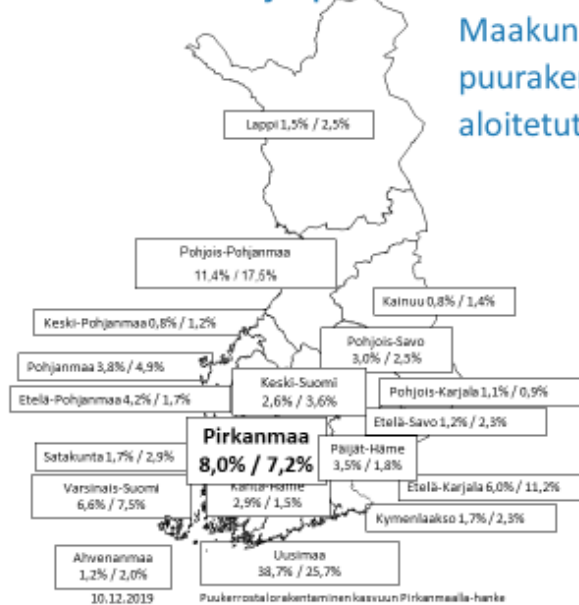 Maakun
puuraker
aloitetut
Lappi 1,5% / 2,5%
Pohjois-Pohjanmaa
11,4% / 17,5%
Kainuu 0,8% / 1,4%
Keski-Pohjanmaa 0,8% / 1,2%
Pohjois-Savo
3,0% / 2,5%
Pohjanmaa 3,8% / 4,9%
Keski-Suomi
2,6% / 3,6%
Pohjois-Karjala 1,1% / 0,9%
Etelä-Pohjanmaa 4,2% / 1,7%
Etelä-Savo 1,2% / 2,3%
Pirkanmaa
8,0% / 7,2%
Päijät-Häme
3,5% / 1,8%
Satakunta 1,7% / 2,9%
Varsinais-Suomi
6,6% / 7,5%
Kanta-Häme
2,9% / 1,5%
Etelä-Karjala 6,0% / 11,2%
Kymenlaakso 1,7% / 2,3%
Ahvenanmaa
1,2% / 2,0%
Uusimaa
38,7% / 25,7%
10.12.2019
Puukerrostalorakentaminen kasvuun Pirkanmaalla-hanke